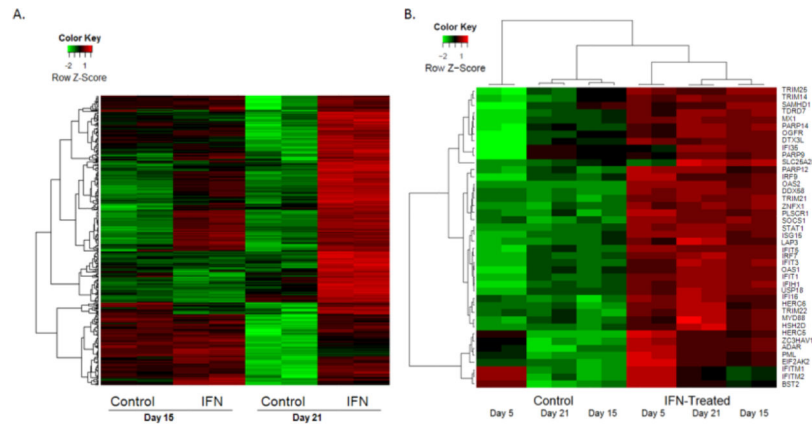 A.
Color Key
-2 1
Row Z-Score
Control IFN Control IFN
Day 15 Day 21
B.
Color Key
-2 1
Row Z-Score
TRIM25
TRIM14
SAMHD1
TDRD7
MX1
PARP14
OGFR
DTX3L
IFI35
PARP9
SLC25A2
PARP12
IRF9
OAS2
DDX58
TRIM21
ZNFX1
PLSCR1
SOCS1
STAT1
ISG15
LAP3
IFIT5
IRF7
IFIT3
OAS1
IFIT1
IFIH1
USP18
IFI16
HERC6
TRIM22
MYD88
HSH2D
HERC5
ZC3HAV1
ADAR
PML
EIF2AK2
IFITM1
IFITM2
BST2
Control IFN-Treated
Day 5 Day 21 Day 15 Day 5 Day 21 Day 15